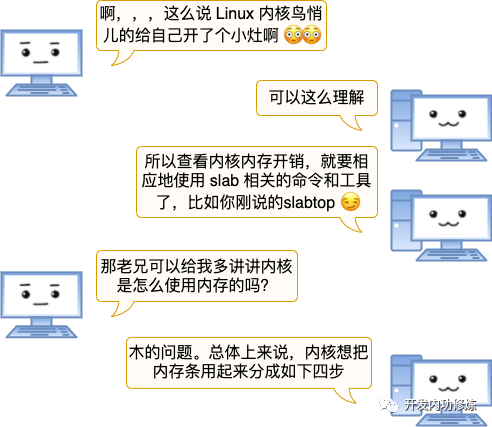 啊，，，这么说 Linux 内核鸟悄
儿的给自己开了个小灶啊 😳😳
可以这么理解
所以查看内核内存开销，就要相
应地使用 slab 相关的命令和工具
了，比如你刚说的slabtop 😏
那老兄可以给我多讲讲内核
是怎么使用内存的吗？
木的问题。总体上来说，内核想把
内存条用起来分成如下四步
开发内功修炼